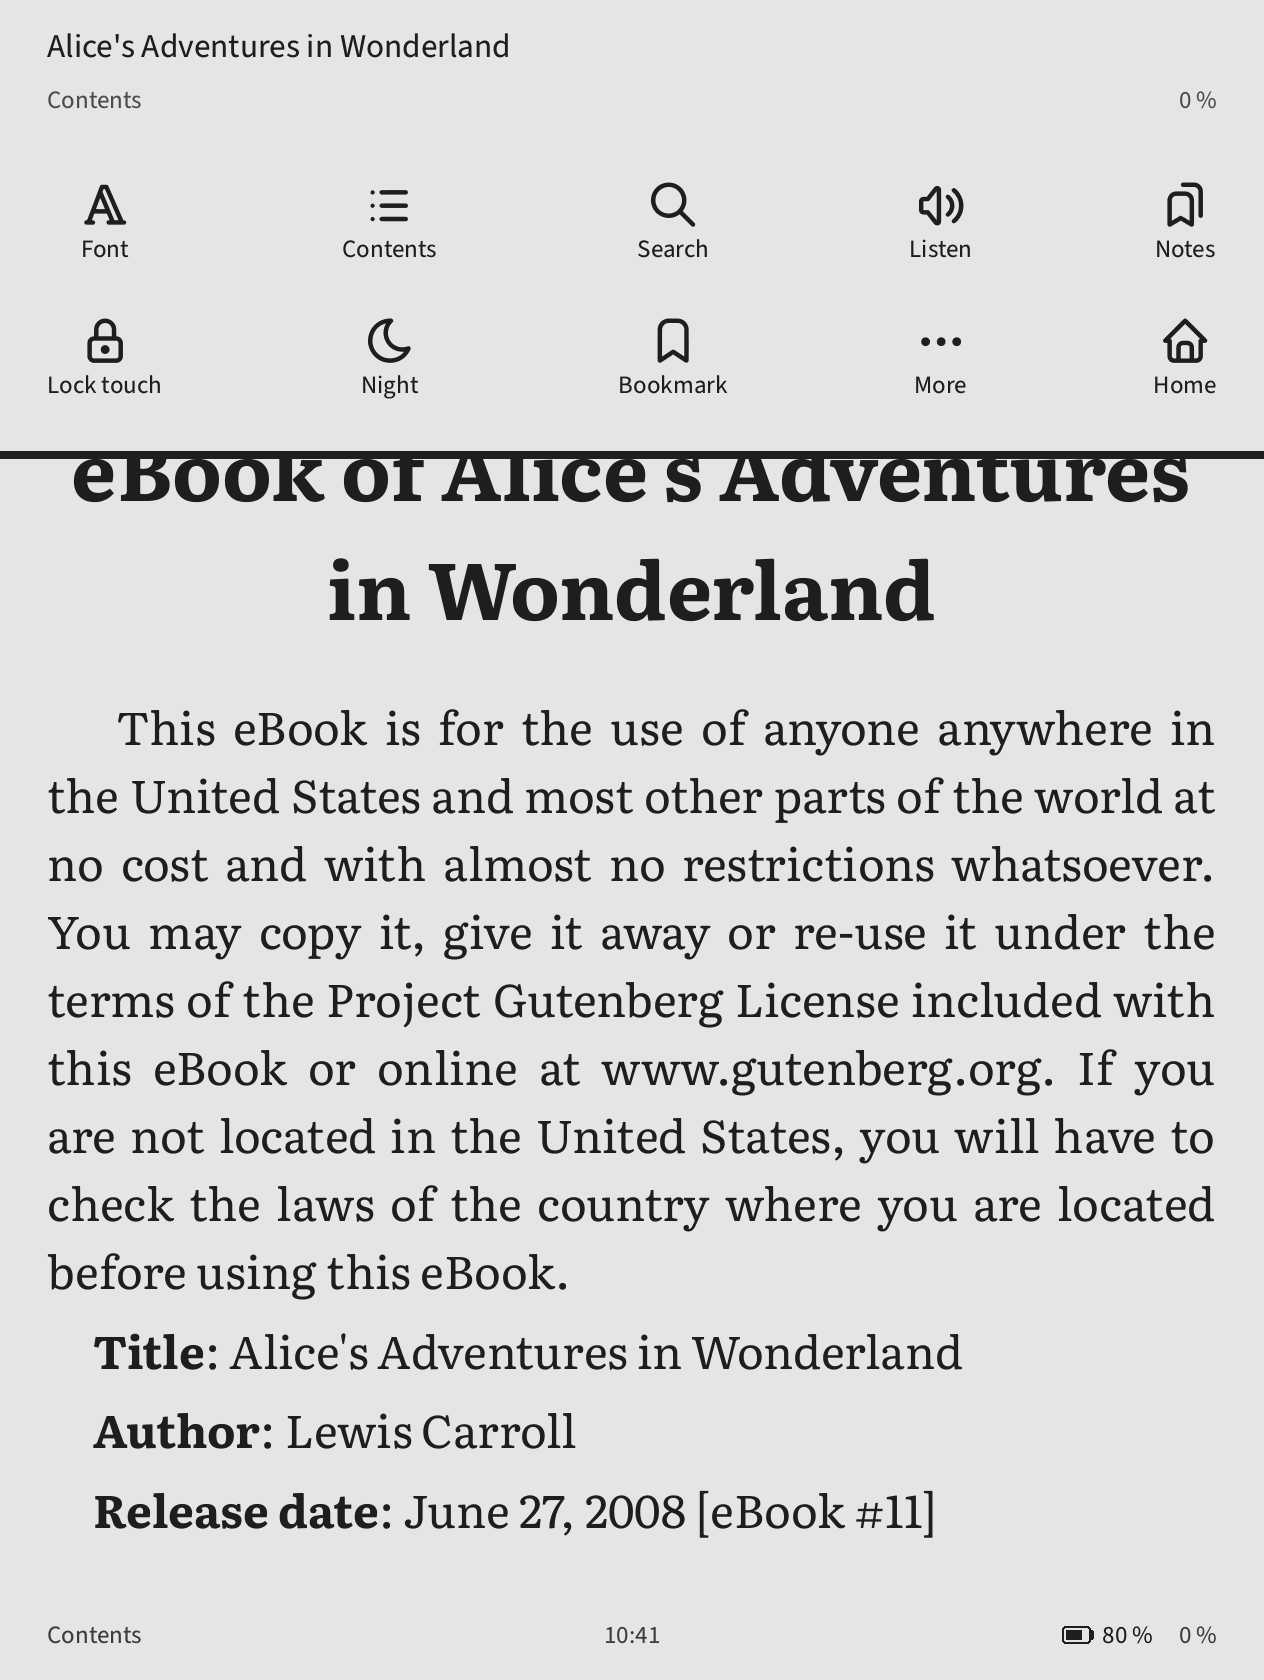 Alice's Adventures in Wonderland
Contents 0 %
Font Contents Search Listen Notes
Lock touch Night Bookmark More Home
eBook of Alice's Adventures
in Wonderland
This eBook is for the use of anyone anywhere in
the United States and most other parts of the world at
no cost and with almost no restrictions whatsoever.
You may copy it, give it away or re-use it under the
terms of the Project Gutenberg License included with
this eBook or online at www.gutenberg.org. If you
are not located in the United States, you will have to
check the laws of the country where you are located
before using this eBook.
Title: Alice's Adventures in Wonderland
Author: Lewis Carroll
Release date: June 27, 2008 [eBook #11]
Contents 10:41 80 % 0 %